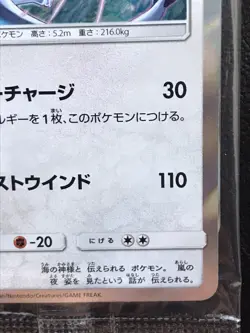 ポケモン 高さ：5.2m 重さ：216.0kg
ーチャージ 30
ルギーを1枚、このポケモンにつける。
ストウインド 110
-20 にげる
海の神様と 伝えられる ポケモン。嵐の
夜 姿を 見たという 話が 伝えられる。
/Nintendo/Creatures/GAME FREAK.